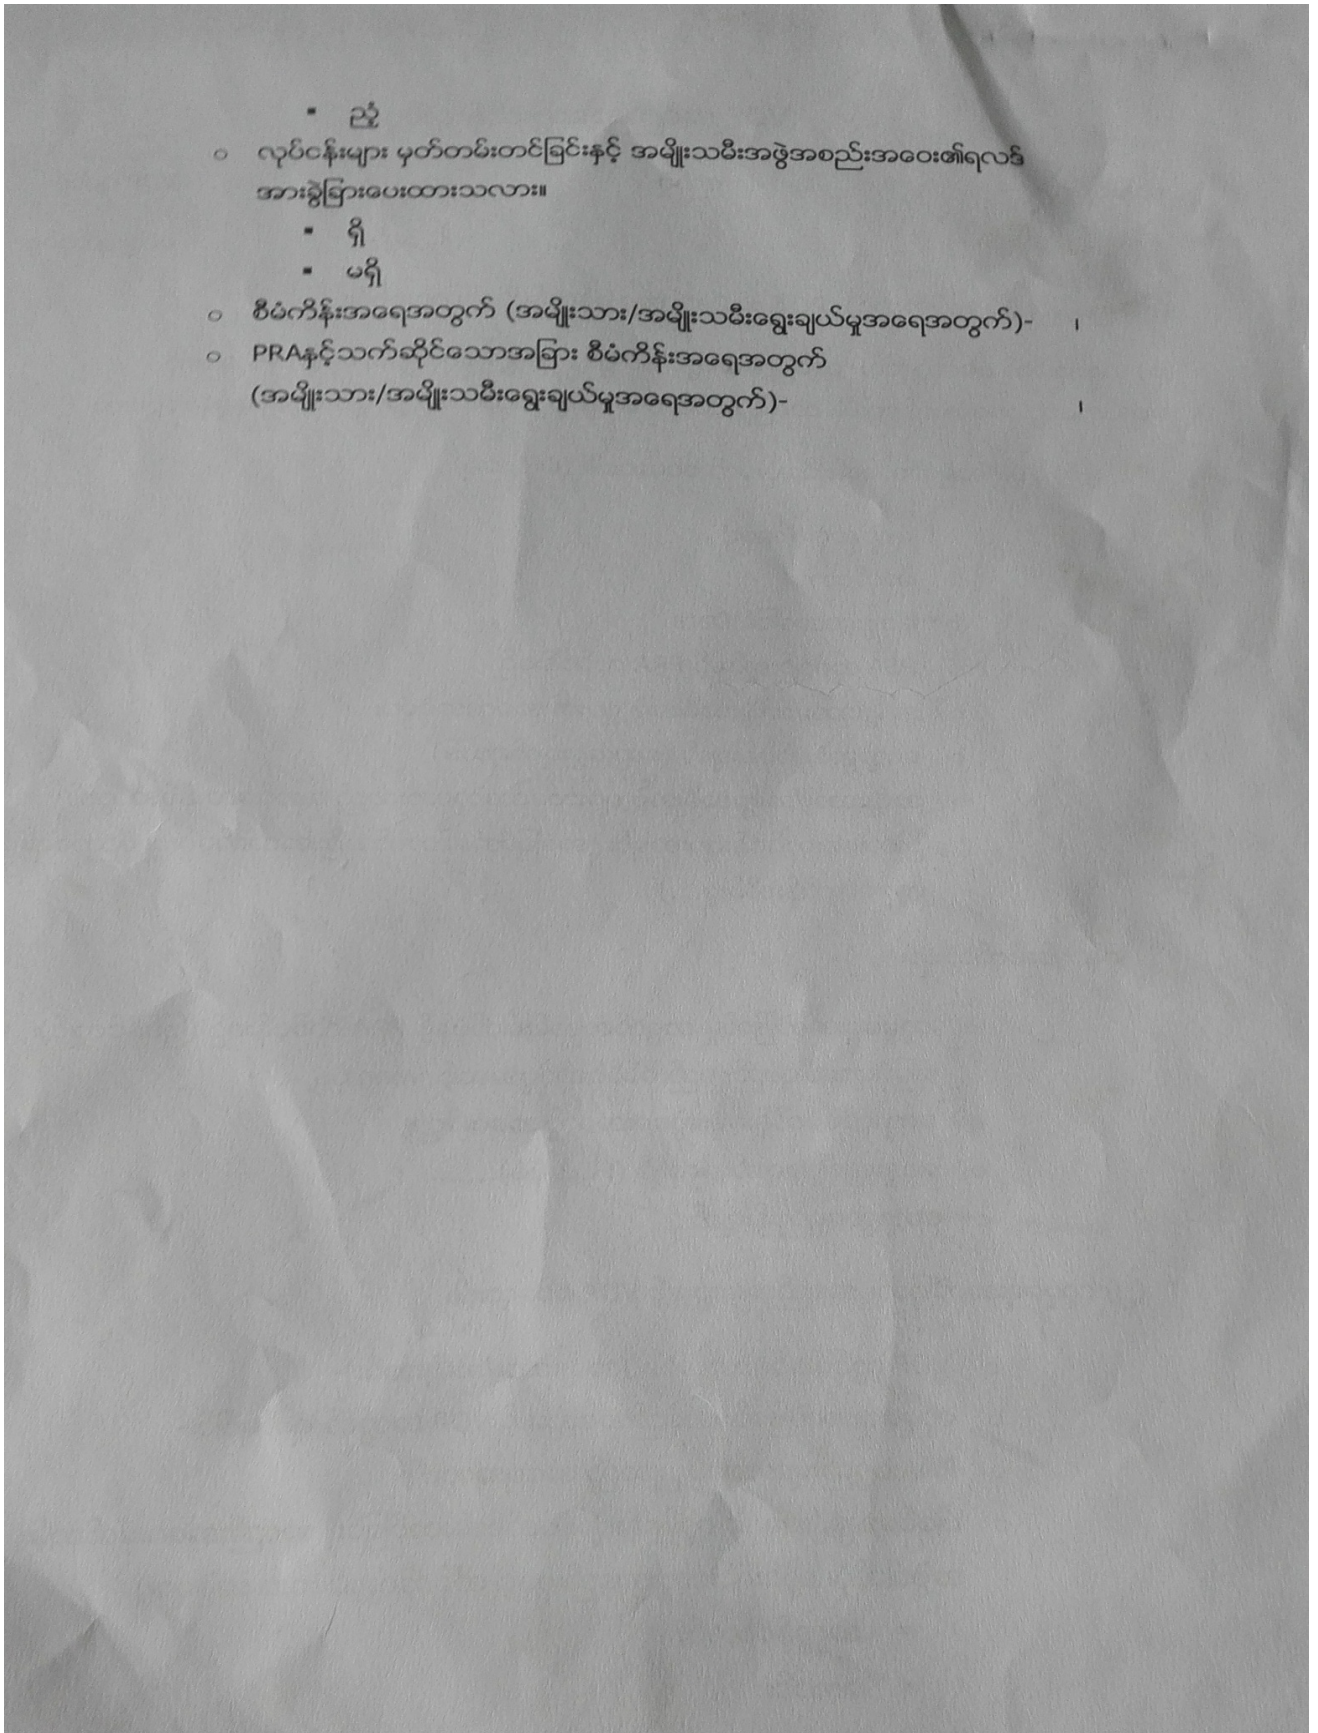 ▪ ညံ့
○ လုပ်ငန်းများ မှတ်တမ်းတင်ခြင်းနှင့် အမျိုးသမီးအဖွဲ့အစည်းအဝေး၏ရလဒ်
အားခွဲခြားပေးထားသလား။
▪ ရှိ
▪ မရှိ
○ စီမံကိန်းအရေအတွက် (အမျိုးသား/အမျိုးသမီးရွေးချယ်မှုအရေအတွက်)- ၊
○ PRAနှင့်သက်ဆိုင်သောအခြား စီမံကိန်းအရေအတွက်
(အမျိုးသား/အမျိုးသမီးရွေးချယ်မှုအရေအတွက်)- ၊